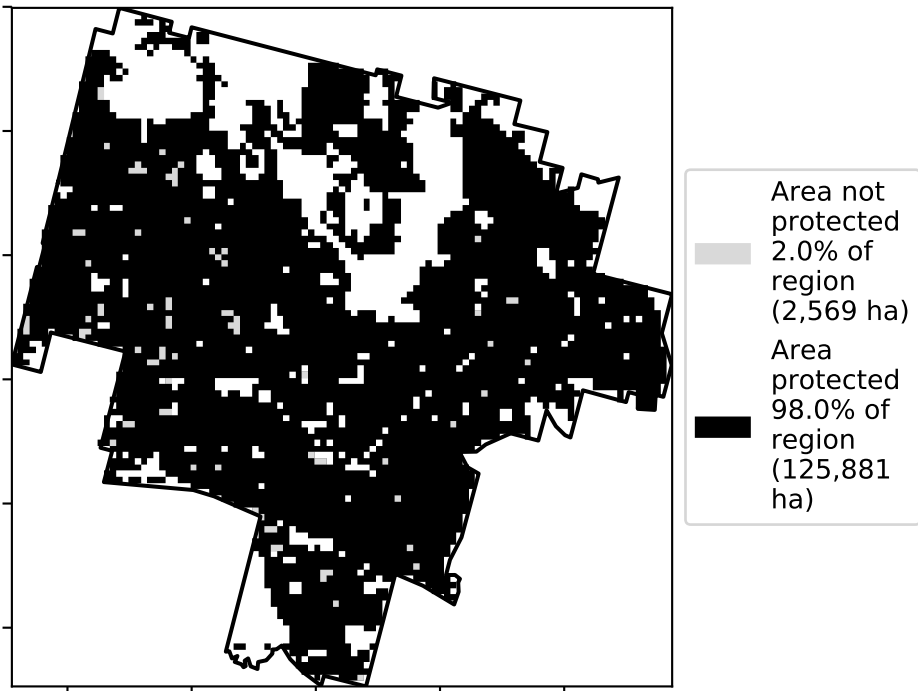 Area not
protected
2.0% of
region
(2,569 ha)
Area
protected
98.0% of
region
(125,881
ha)